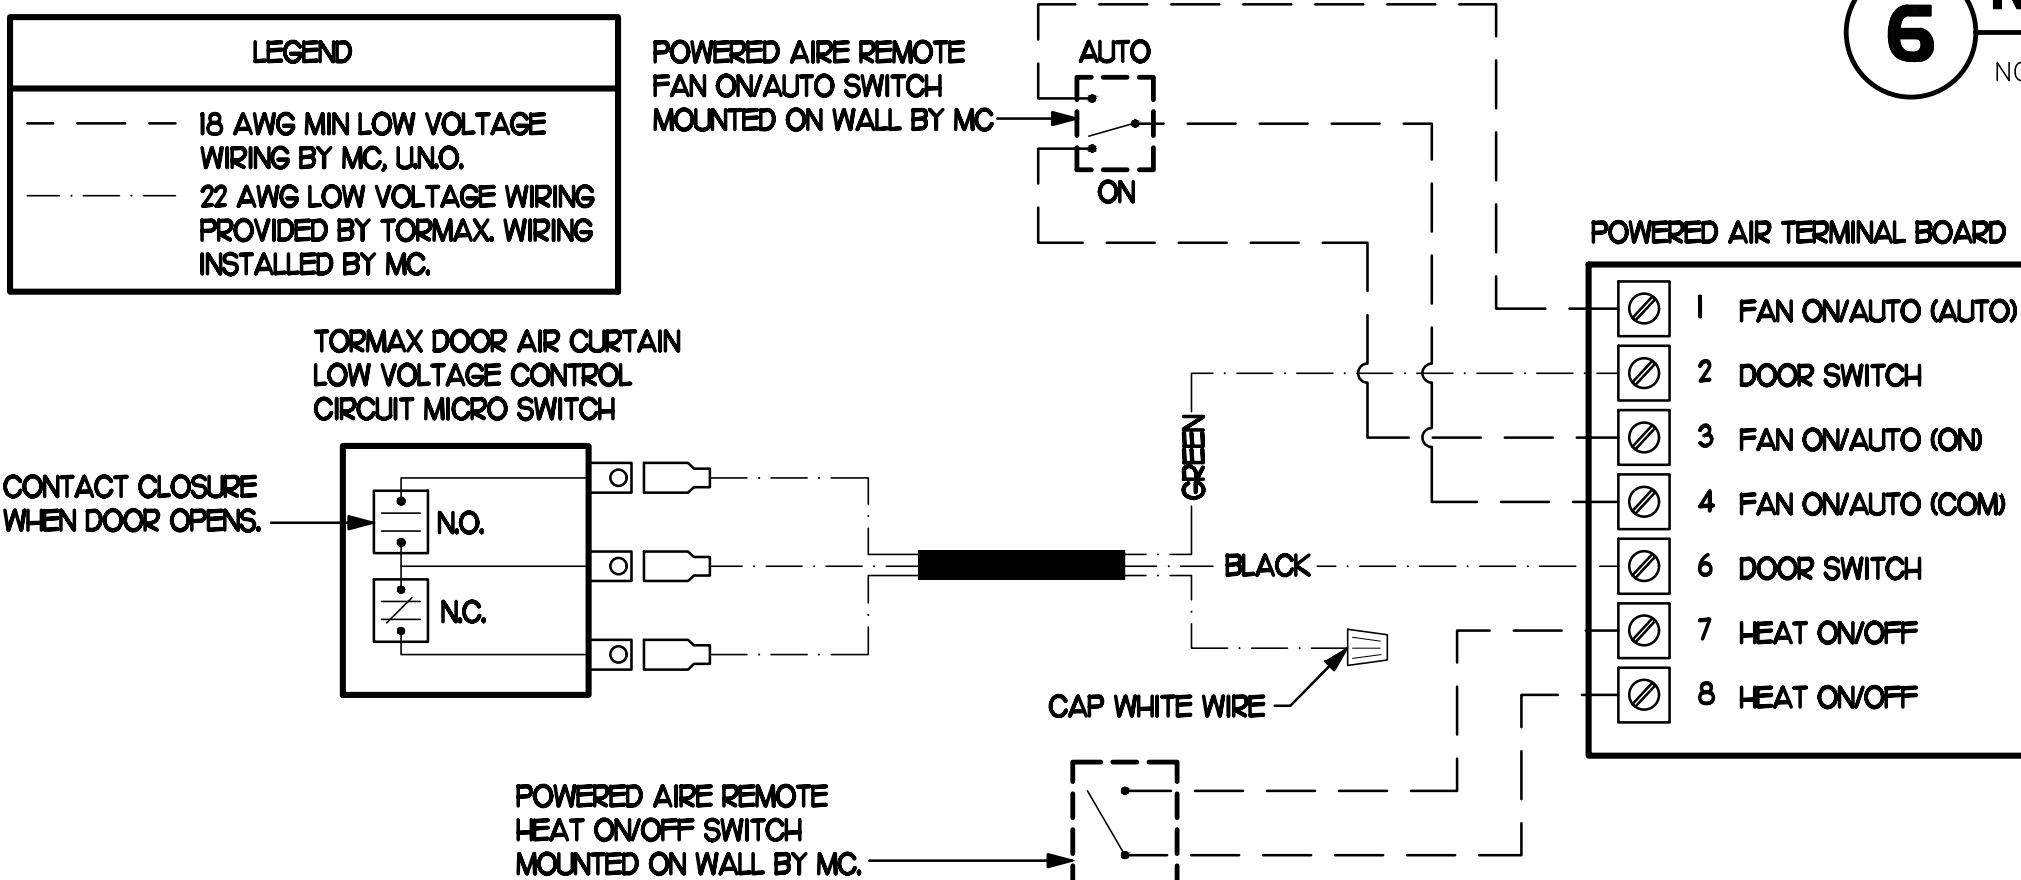 LEGEND
18 AWG MIN LOW VOLTAGE
WIRING BY MC, U.N.O.
22 AWG LOW VOLTAGE WIRING
PROVIDED BY TORMAX. WIRING
INSTALLED BY MC.
POWERED AIRE REMOTE
FAN ON/AUTO SWITCH
MOUNTED ON WALL BY MC
AUTO
ON
6
POWERED AIR TERMINAL BOARD
1 FAN ON/AUTO (AUTO)
2 DOOR SWITCH
3 FAN ON/AUTO (ON)
4 FAN ON/AUTO (COM)
6 DOOR SWITCH
7 HEAT ON/OFF
8 HEAT ON/OFF
TORMAX DOOR AIR CURTAIN
LOW VOLTAGE CONTROL
CIRCUIT MICRO SWITCH
CONTACT CLOSURE
WHEN DOOR OPENS.
N.O.
N.C.
GREEN
BLACK
CAP WHITE WIRE
POWERED AIRE REMOTE
HEAT ON/OFF SWITCH
MOUNTED ON WALL BY MC.